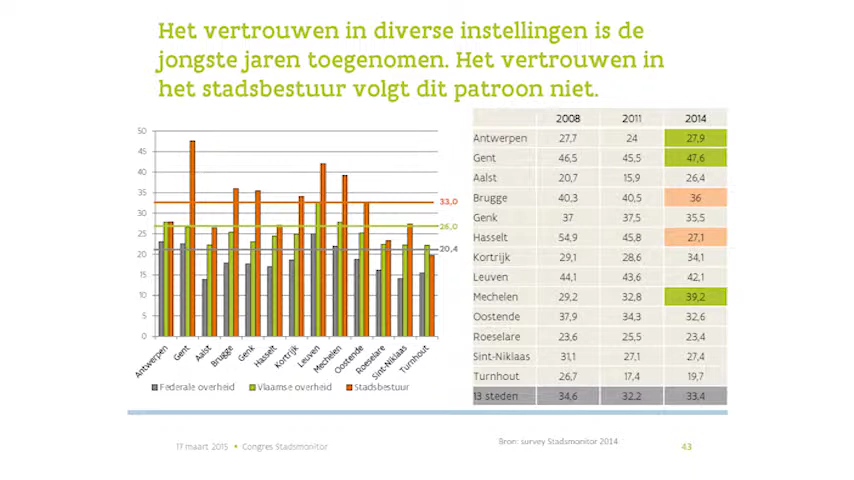 Het vertrouwen in diverse instellingen is de
jongste jaren toegenomen. Het vertrouwen in
het stadsbestuur volgt dit patroon niet.
50
45
40
35
30
25
20
15
10
5
0
33,0
26,0
20,4
Antwerpen Gent Aalst Brugge Genk Hasselt Kortrijk Leuven Mechelen Oostende Roeselare Sint-Niklaas Turnhout
Federale overheid Vlaamse overheid Stadsbestuur
2008 2011 2014
Antwerpen 27,7 24 27,9
Gent 46,5 45,5 47,6
Aalst 20,7 15,9 26,4
Brugge 40,3 40,5 36
Genk 37 37,5 35,5
Hasselt 54,9 45,8 27,1
Kortrijk 29,1 28,6 34,1
Leuven 44,1 43,6 42,1
Mechelen 29,2 32,8 39,2
Oostende 37,9 34,3 32,6
Roeselare 23,6 25,5 23,4
Sint-Niklaas 31,1 27,1 27,4
Turnhout 26,7 17,4 19,7
13 steden 34,6 32,2 33,4
17 maart 2015 • Congres Stadsmonitor
Bron: survey Stadsmonitor 2014
43